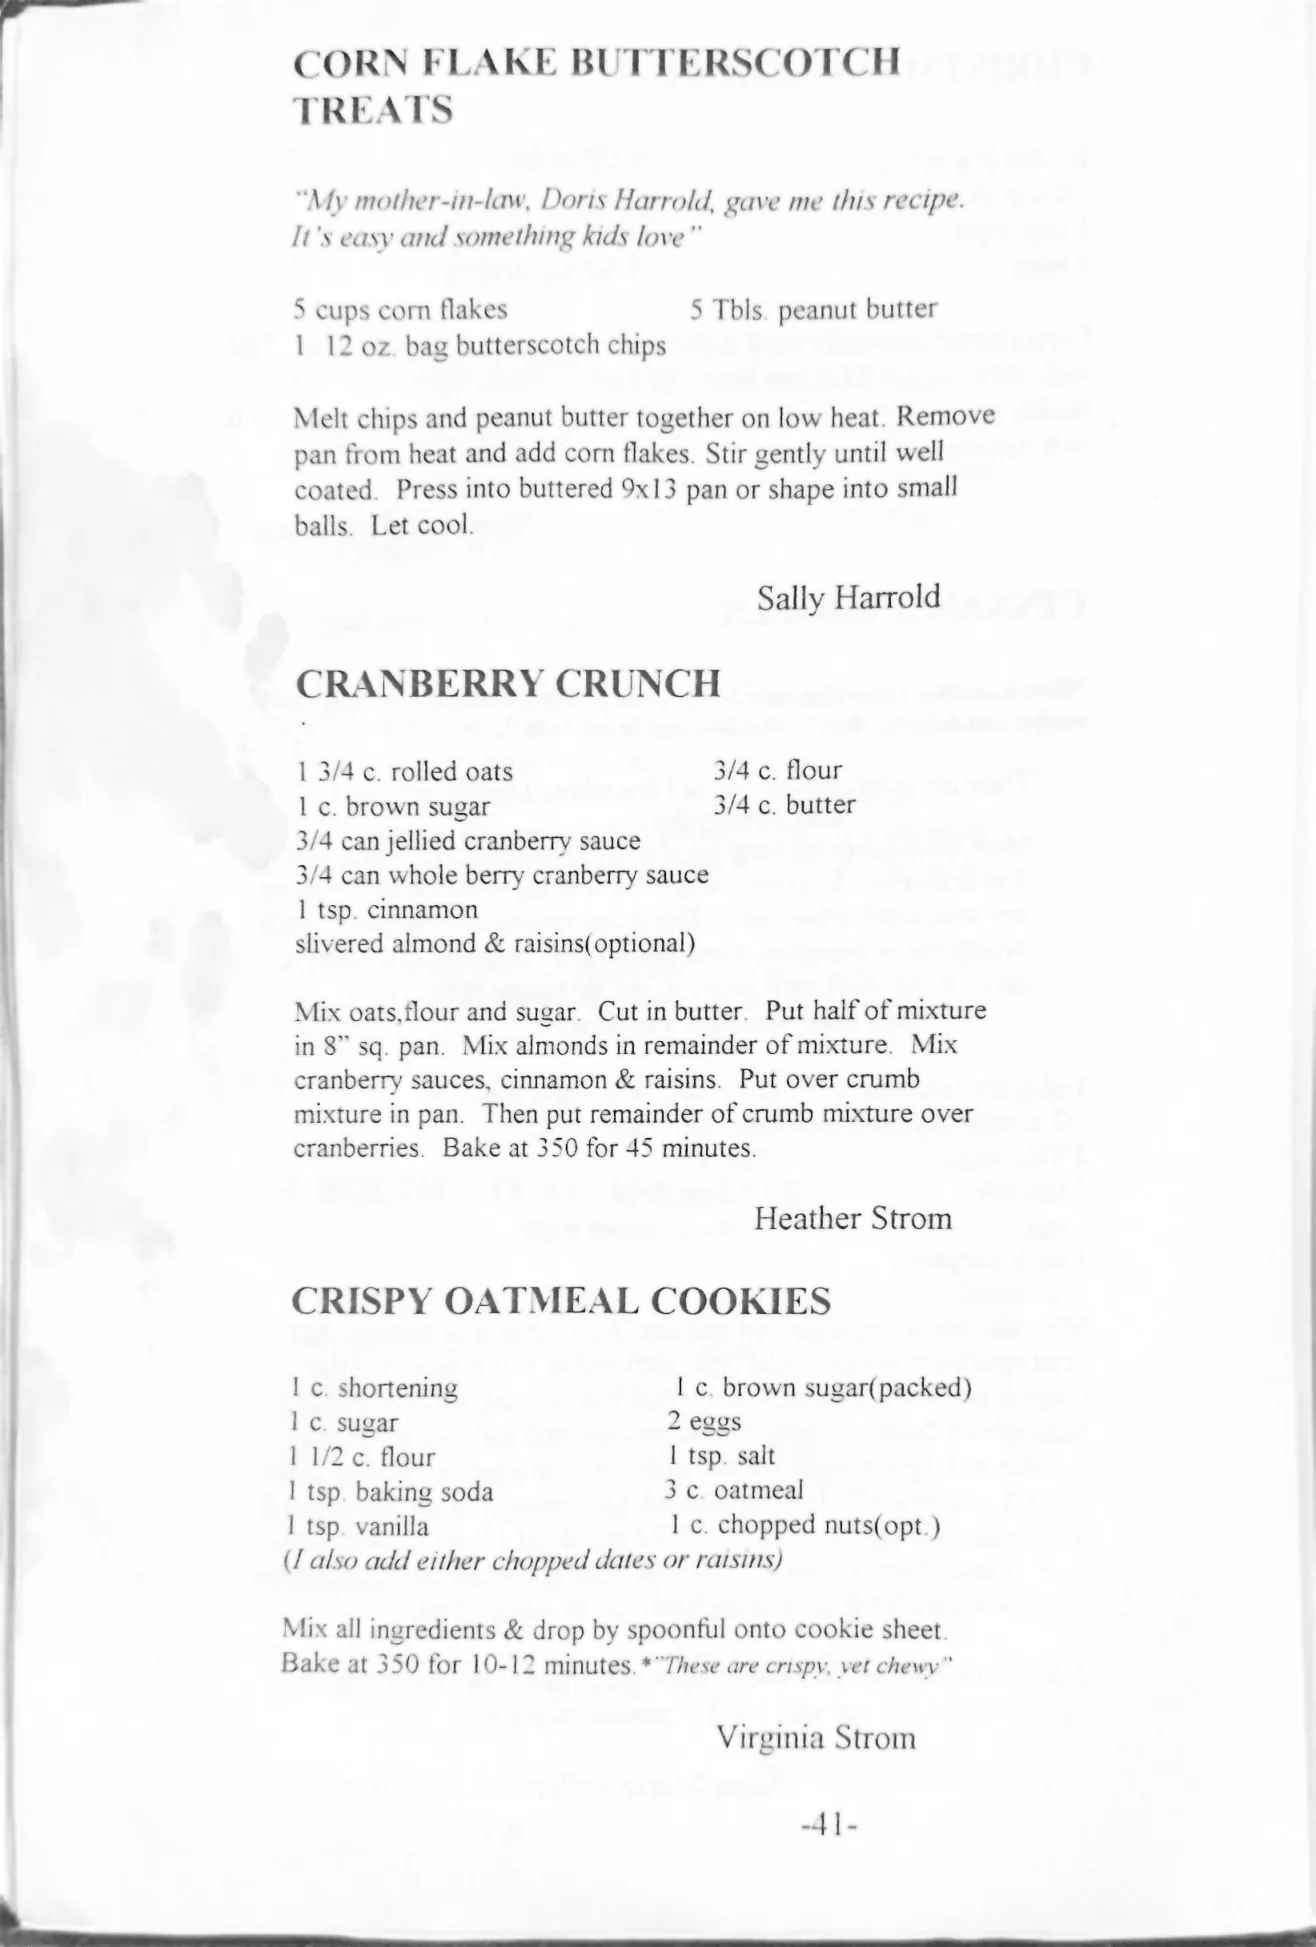 CORN FLAKE BUTTERSCOTCH
TREATS
"My mother-in-law, Doris Harrold, gave me this recipe.
It's easy and something kids love"
5 cups corn flakes 5 Tbls. peanut butter
1 12 oz. bag butterscotch chips
Melt chips and peanut butter together on low heat. Remove
pan from heat and add corn flakes. Stir gently until well
coated. Press into buttered 9x13 pan or shape into small
balls. Let cool.
Sally Harrold
CRANBERRY CRUNCH
1 3/4 c. rolled oats 3/4 c. flour
1 c. brown sugar 3/4 c. butter
3/4 can jellied cranberry sauce
3/4 can whole berry cranberry sauce
1 tsp. cinnamon
slivered almond & raisins(optional)
Mix oats,flour and sugar. Cut in butter. Put half of mixture
in 8" sq. pan. Mix almonds in remainder of mixture. Mix
cranberry sauces, cinnamon & raisins. Put over crumb
mixture in pan. Then put remainder of crumb mixture over
cranberries. Bake at 350 for 45 minutes.
Heather Strom
CRISPY OATMEAL COOKIES
1 c. shortening 1 c. brown sugar(packed)
1 c. sugar 2 eggs
1 1/2 c. flour 1 tsp. salt
1 tsp. baking soda 3 c. oatmeal
1 tsp. vanilla 1 c. chopped nuts(opt.)
(I also add either chopped dates or raisins)
Mix all ingredients & drop by spoonful onto cookie sheet.
Bake at 350 for 10-12 minutes. *"These are crispy, yet chewy"
Virginia Strom
-41-